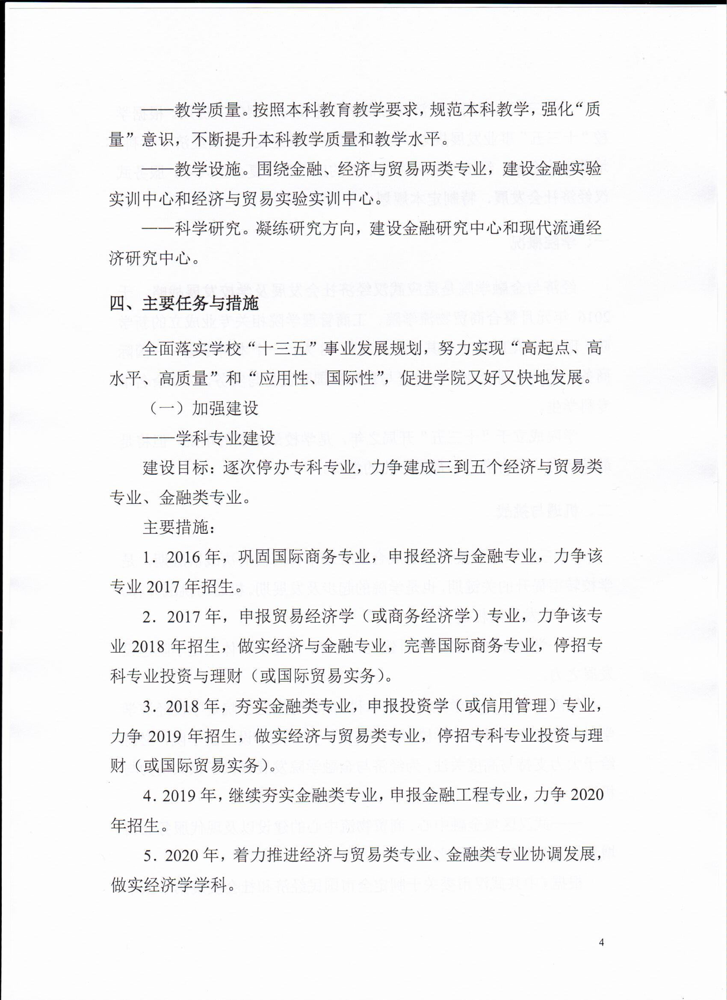 ——教学质量。按照本科教育教学要求，规范本科教学，强化“质
量”意识，不断提升本科教学质量和教学水平。
——教学设施。围绕金融、经济与贸易两类专业，建设金融实验
实训中心和经济与贸易实验实训中心。
——科学研究。凝练研究方向，建设金融研究中心和现代流通经
济研究中心。
四、主要任务与措施
全面落实学校“十三五”事业发展规划，努力实现“高起点、高
水平、高质量”和“应用性、国际性”，促进学院又好又快地发展。
（一）加强建设
——学科专业建设
建设目标：逐次停办专科专业，力争建成三到五个经济与贸易类
专业、金融类专业。
主要措施：
1．2016 年，巩固国际商务专业，申报经济与金融专业，力争该
专业 2017 年招生。
2．2017 年，申报贸易经济学（或商务经济学）专业，力争该专
业 2018 年招生，做实经济与金融专业，完善国际商务专业，停招专
科专业投资与理财（或国际贸易实务）。
3．2018 年，夯实金融类专业，申报投资学（或信用管理）专业，
力争 2019 年招生，做实经济与贸易类专业，停招专科专业投资与理
财（或国际贸易实务）。
4．2019 年，继续夯实金融类专业，申报金融工程专业，力争 2020
年招生。
5．2020 年，着力推进经济与贸易类专业、金融类专业协调发展，
做实经济学学科。
4